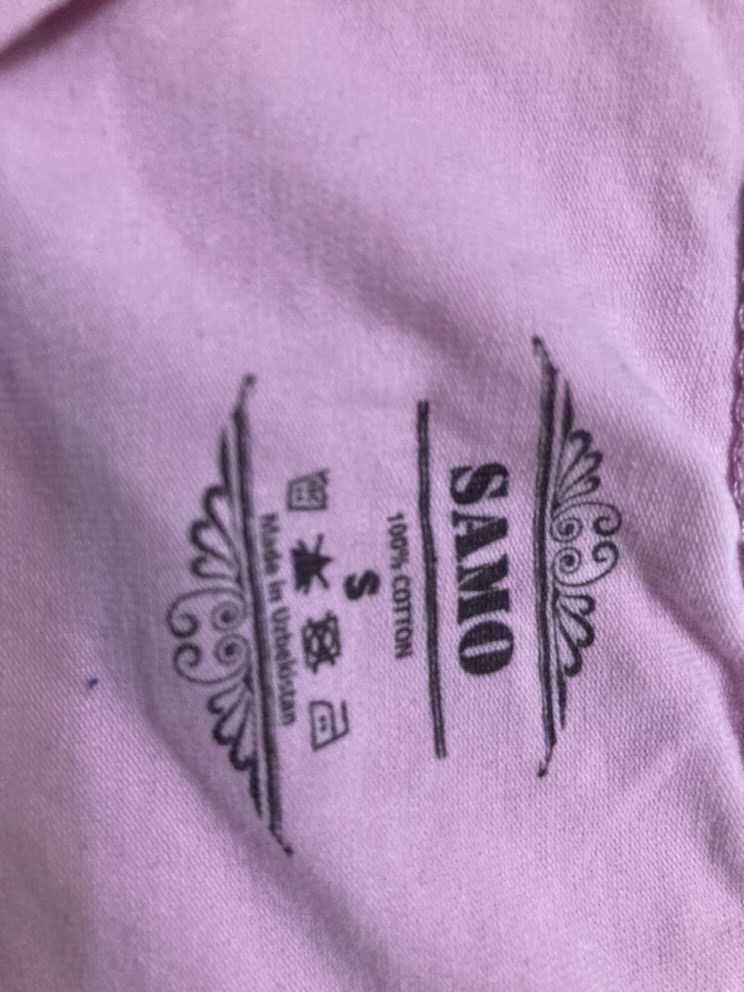 SAMO
100% COTTON
S
Made in Uzbekistan